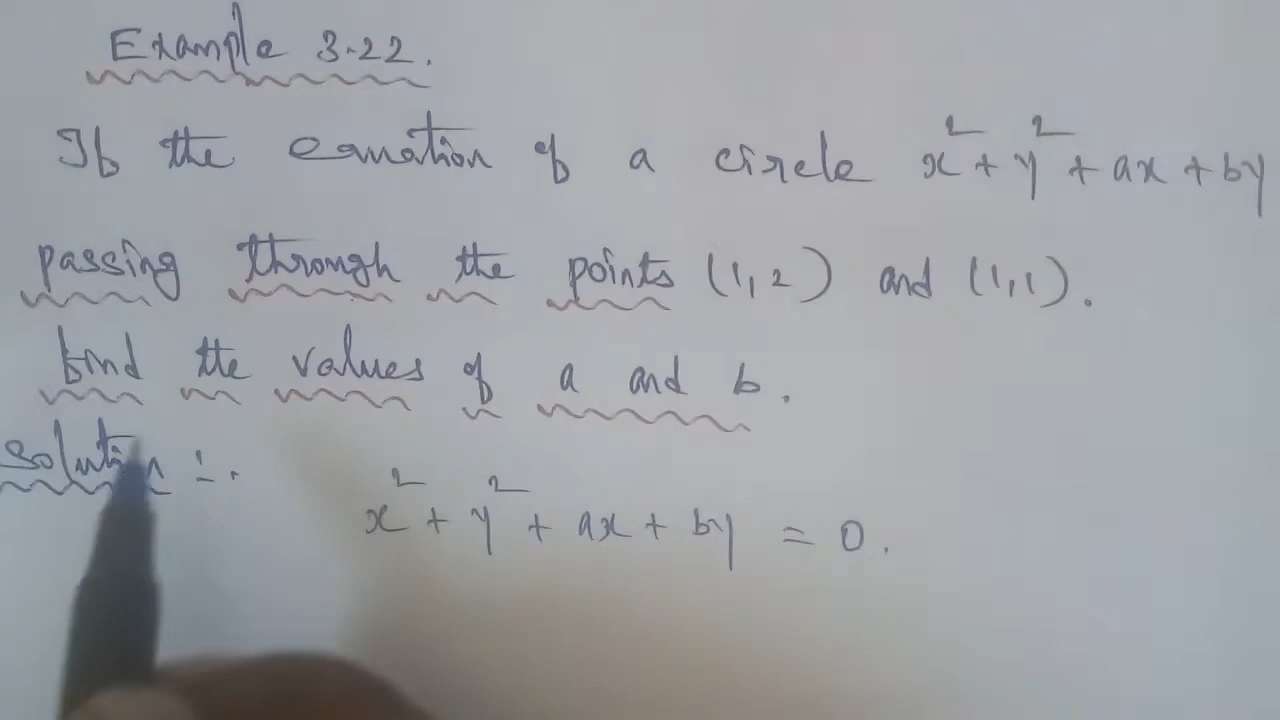 Example 3.22.
If the equation of a circle x² + y² + ax + by
passing through the points (1,2) and (1,1).
find the values of a and b.
Solution :-.
x² + y² + ax + by = 0.